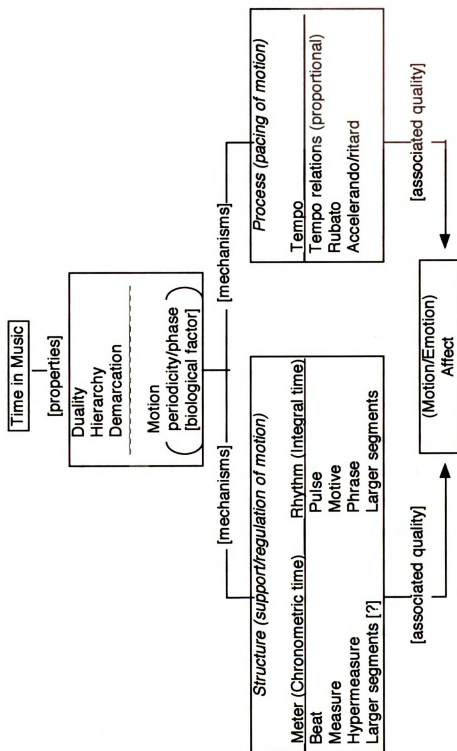 Time in Music
[properties]
Duality
Hierarchy
Demarcation
Motion
periodicity/phase
[biological factor]
[mechanisms]
[mechanisms]
Structure (support/regulation of motion)
Meter (Chronometric time)
Rhythm (Integral time)
Beat
Pulse
Measure
Motive
Hypermeasure
Phrase
Larger segments [?]
Larger segments
Process (pacing of motion)
Tempo
Tempo relations (proportional)
Rubato
Accelerando/ritard
[associated quality]
[associated quality]
(Motion/Emotion)
Affect